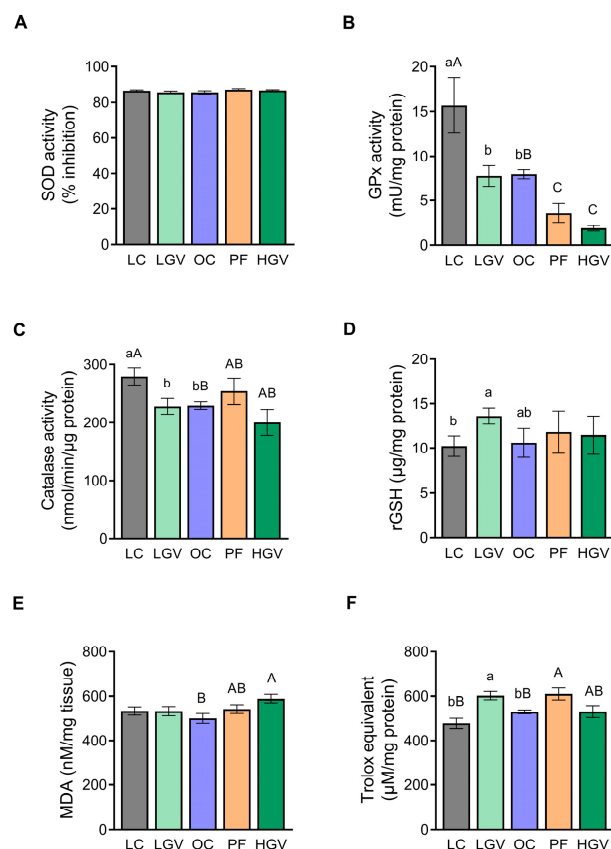 A
SOD activity
(% inhibition)
100
80
60
40
20
0
LC LGV OC PF HGV
B
GPx activity
(mU/mg protein)
20
15
10
5
0
aA
b
bB
C
C
LC LGV OC PF HGV
C
Catalase activity
(nmol/min/µg protein)
300
200
100
0
aA
b
bB
AB
AB
LC LGV OC PF HGV
D
rGSH (µg/mg protein)
20
15
10
5
0
b
a
ab
LC LGV OC PF HGV
E
MDA (nM/mg tissue)
800
600
400
200
0
B
AB
A
LC LGV OC PF HGV
F
Trolox equivalent
(µM/mg protein)
800
600
400
200
0
bB
a
bB
A
AB
LC LGV OC PF HGV